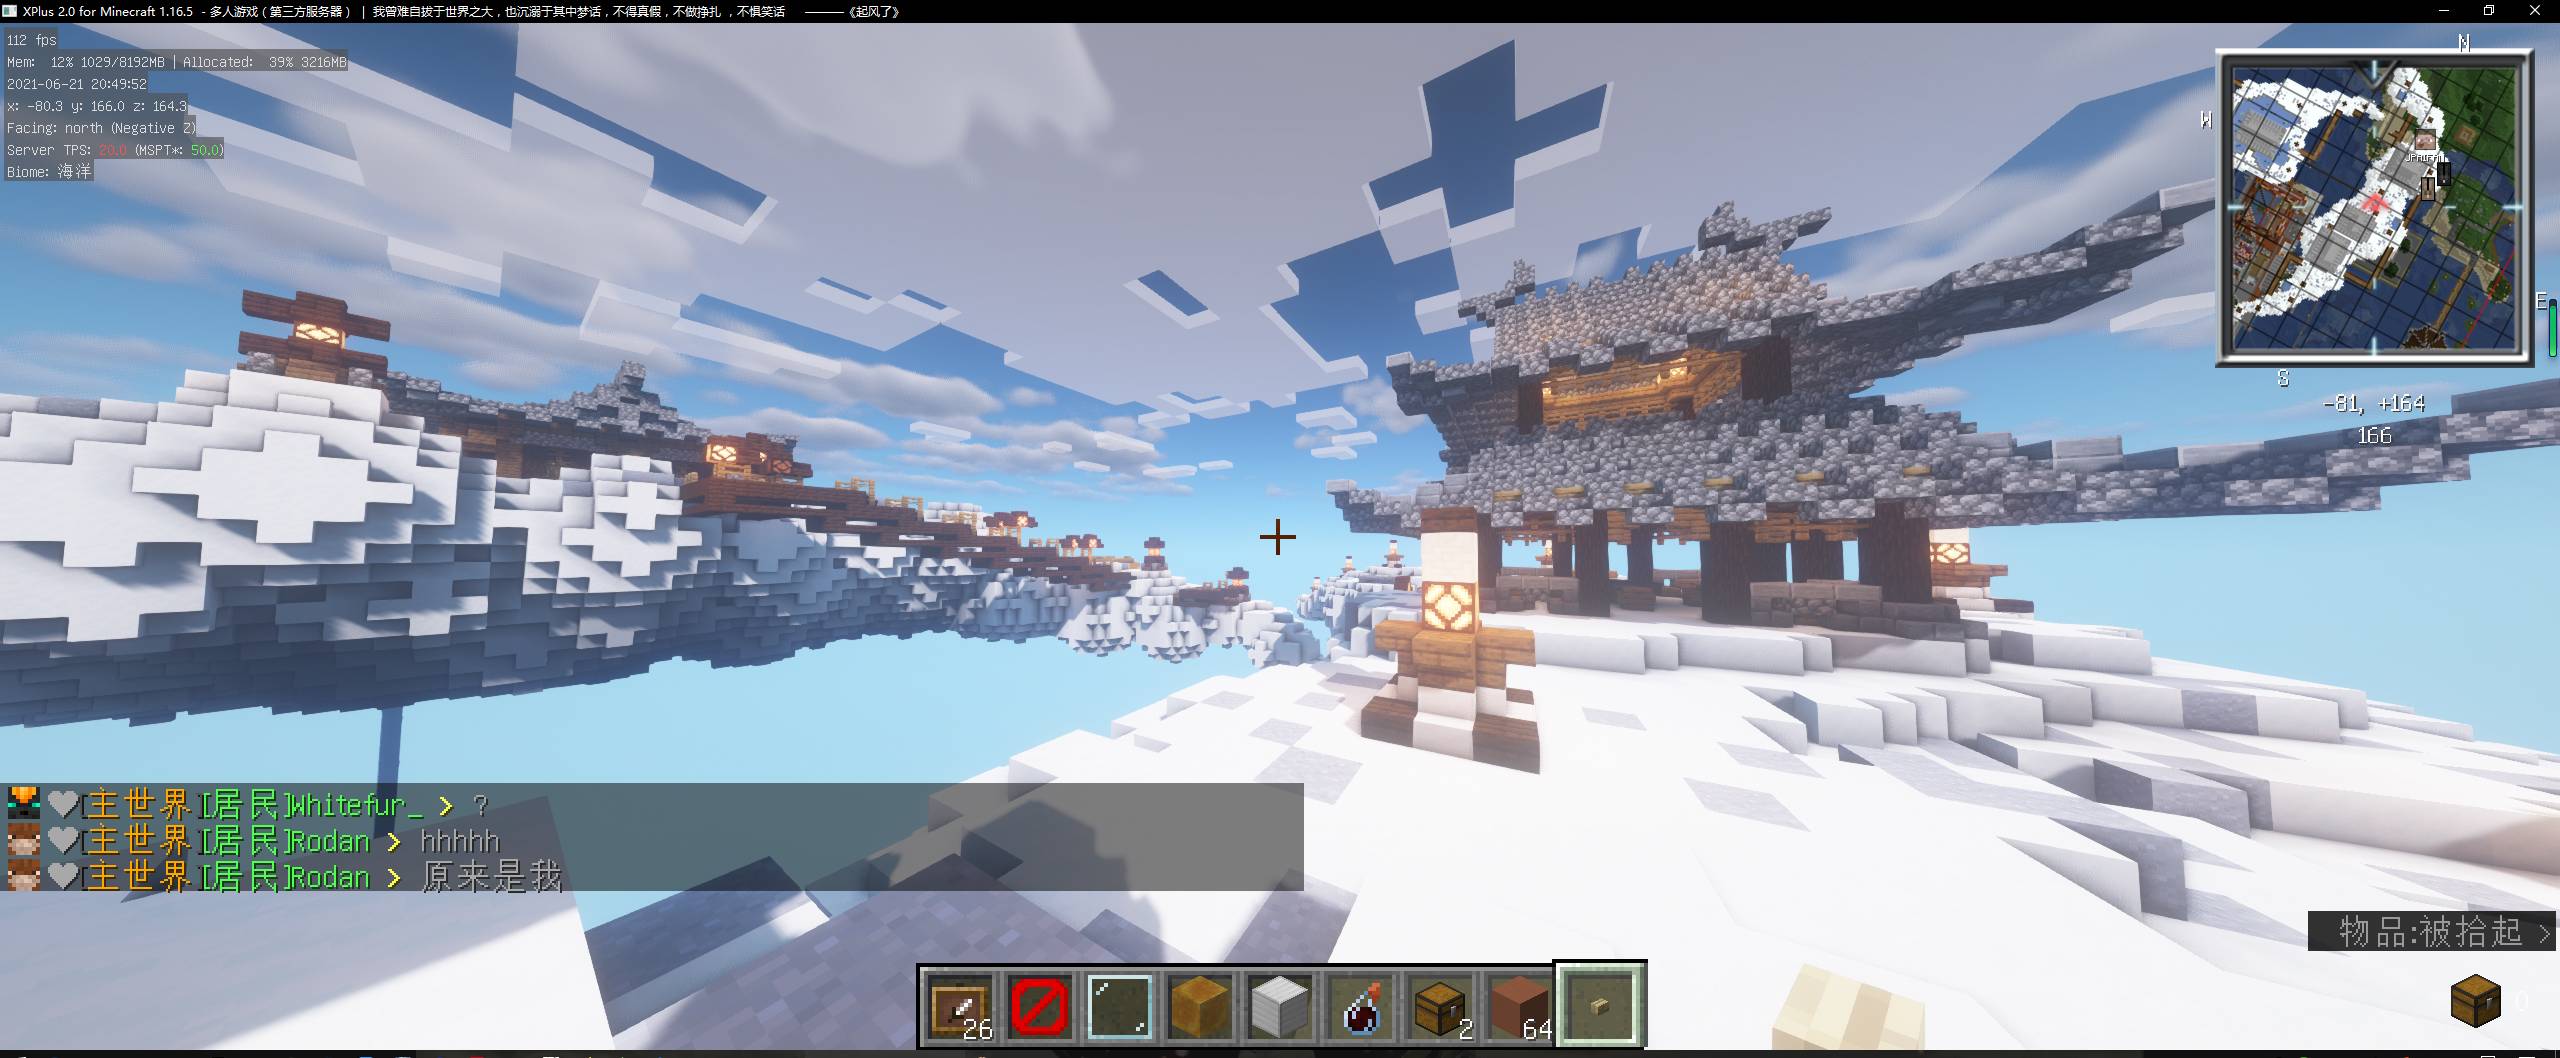 XPlus 2.0 for Minecraft 1.16.5 - 多人游戏（第三方服务器） | 我曾难自拔于世界之大，也沉溺于其中梦话，不得真假，不做挣扎 ，不惧笑话 ———《起风了》
112 fps
Mem: 12% 1029/8192MB | Allocated: 39% 3216MB
2021-06-21 20:49:52
x: -80.3 y: 166.0 z: 164.3
Facing: north (Negative Z)
Server TPS: 20.0 (MSPT*: 50.0)
Biome: 海洋
N
W
E
S
-81, +164
166
[主世界][居民]Whitefur_ > ?
[主世界][居民]Rodan > hhhhh
[主世界][居民]Rodan > 原来是我
物品:被拾起 >
26
2
64
0